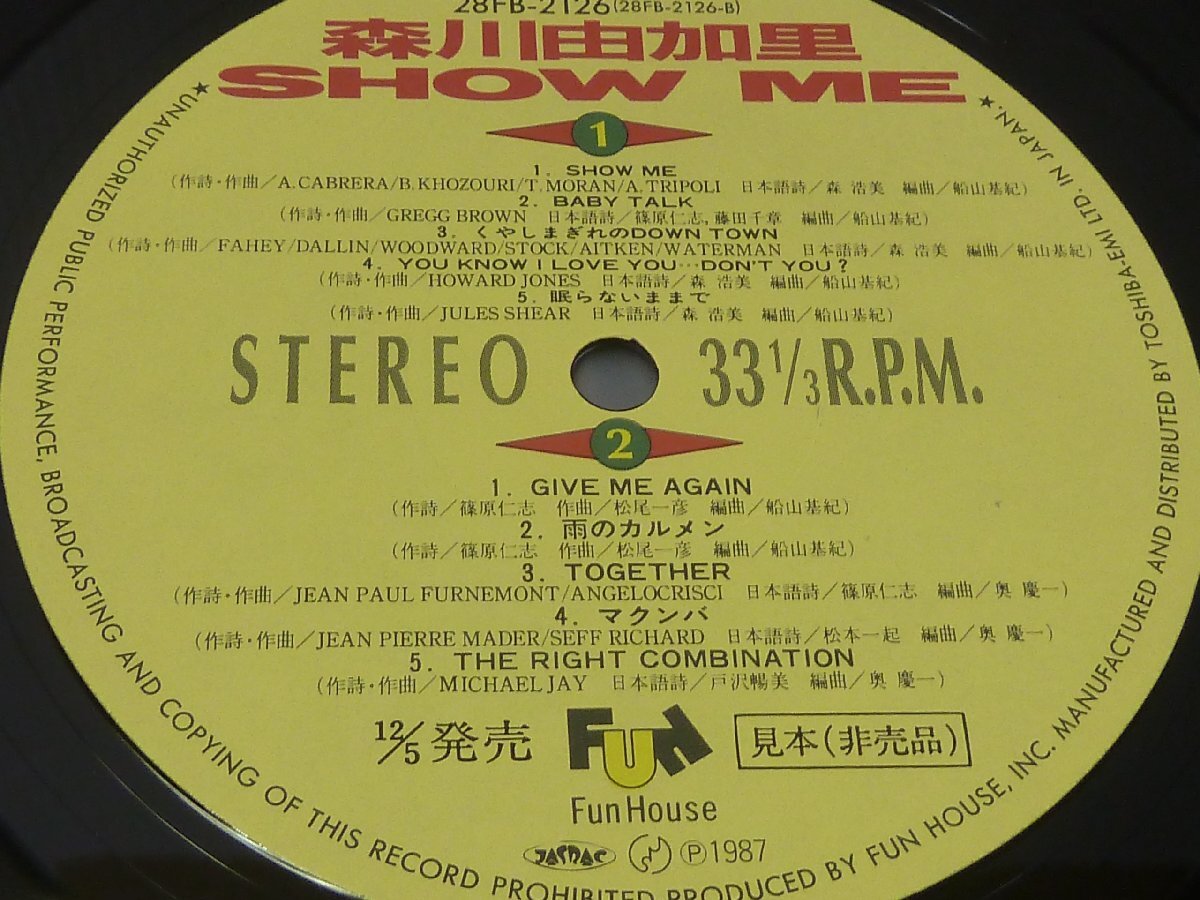 28FB-2126(28FB-2126-B)
森川由加里
SHOW ME
1
1. SHOW ME
(作詩・作曲/A. CABRERA/B. KHOZOURI/T. MORAN/A. TRIPOLI 日本語詩/森 浩美 編曲/船山基紀)
2. BABY TALK
(作詩・作曲/GREGG BROWN 日本語詩/篠原仁志, 藤田千章 編曲/船山基紀)
3. くやしまぎれのDOWN TOWN
(作詩・作曲/FAHEY/DALLIN/WOODWARD/STOCK/AITKEN/WATERMAN 日本語詩/森 浩美 編曲/船山基紀)
4. YOU KNOW I LOVE YOU…DON'T YOU?
(作詩・作曲/HOWARD JONES 日本語詩/森 浩美 編曲/船山基紀)
5. 眠らないままで
(作詩・作曲/JULES SHEAR 日本語詩/森 浩美 編曲/船山基紀)
STEREO 33 1/3 R.P.M.
2
1. GIVE ME AGAIN
(作詩/篠原仁志 作曲/松尾一彦 編曲/船山基紀)
2. 雨のカルメン
(作詩/篠原仁志 作曲/松尾一彦 編曲/船山基紀)
3. TOGETHER
(作詩・作曲/JEAN PAUL FURNEMONT/ANGELOCRISCI 日本語詩/篠原仁志 編曲/奥 慶一)
4. マクンバ
(作詩・作曲/JEAN PIERRE MADER/SEFF RICHARD 日本語詩/松本一起 編曲/奥 慶一)
5. THE RIGHT COMBINATION
(作詩・作曲/MICHAEL JAY 日本語詩/戸沢暢美 編曲/奥 慶一)
12/5 発売 FUN 見本(非売品)
Fun House
JASRAC ℗1987
★UNAUTHORIZED PUBLIC PERFORMANCE, BROADCASTING AND COPYING OF THIS RECORD PROHIBITED PRODUCED BY FUN HOUSE, INC. MANUFACTURED AND DISTRIBUTED BY TOSHIBA-EMI LTD. IN JAPAN.★